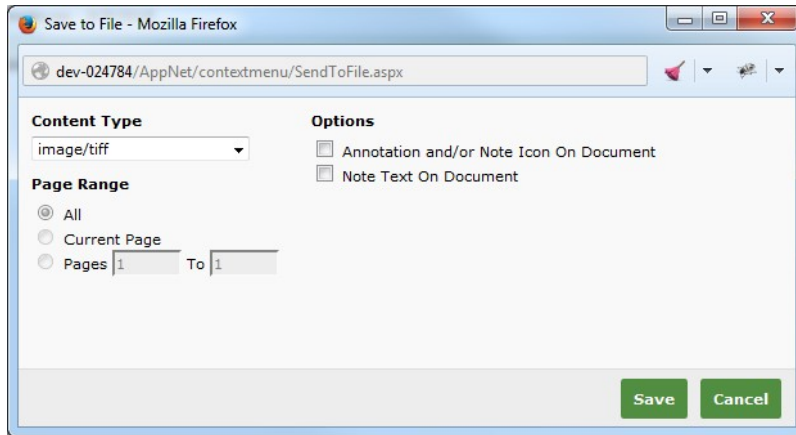 Save to File - Mozilla Firefox
dev-024784/AppNet/contextmenu/SendToFile.aspx
Content Type
image/tiff
Page Range
All
Current Page
Pages 1 To 1
Options
Annotation and/or Note Icon On Document
Note Text On Document
Save Cancel